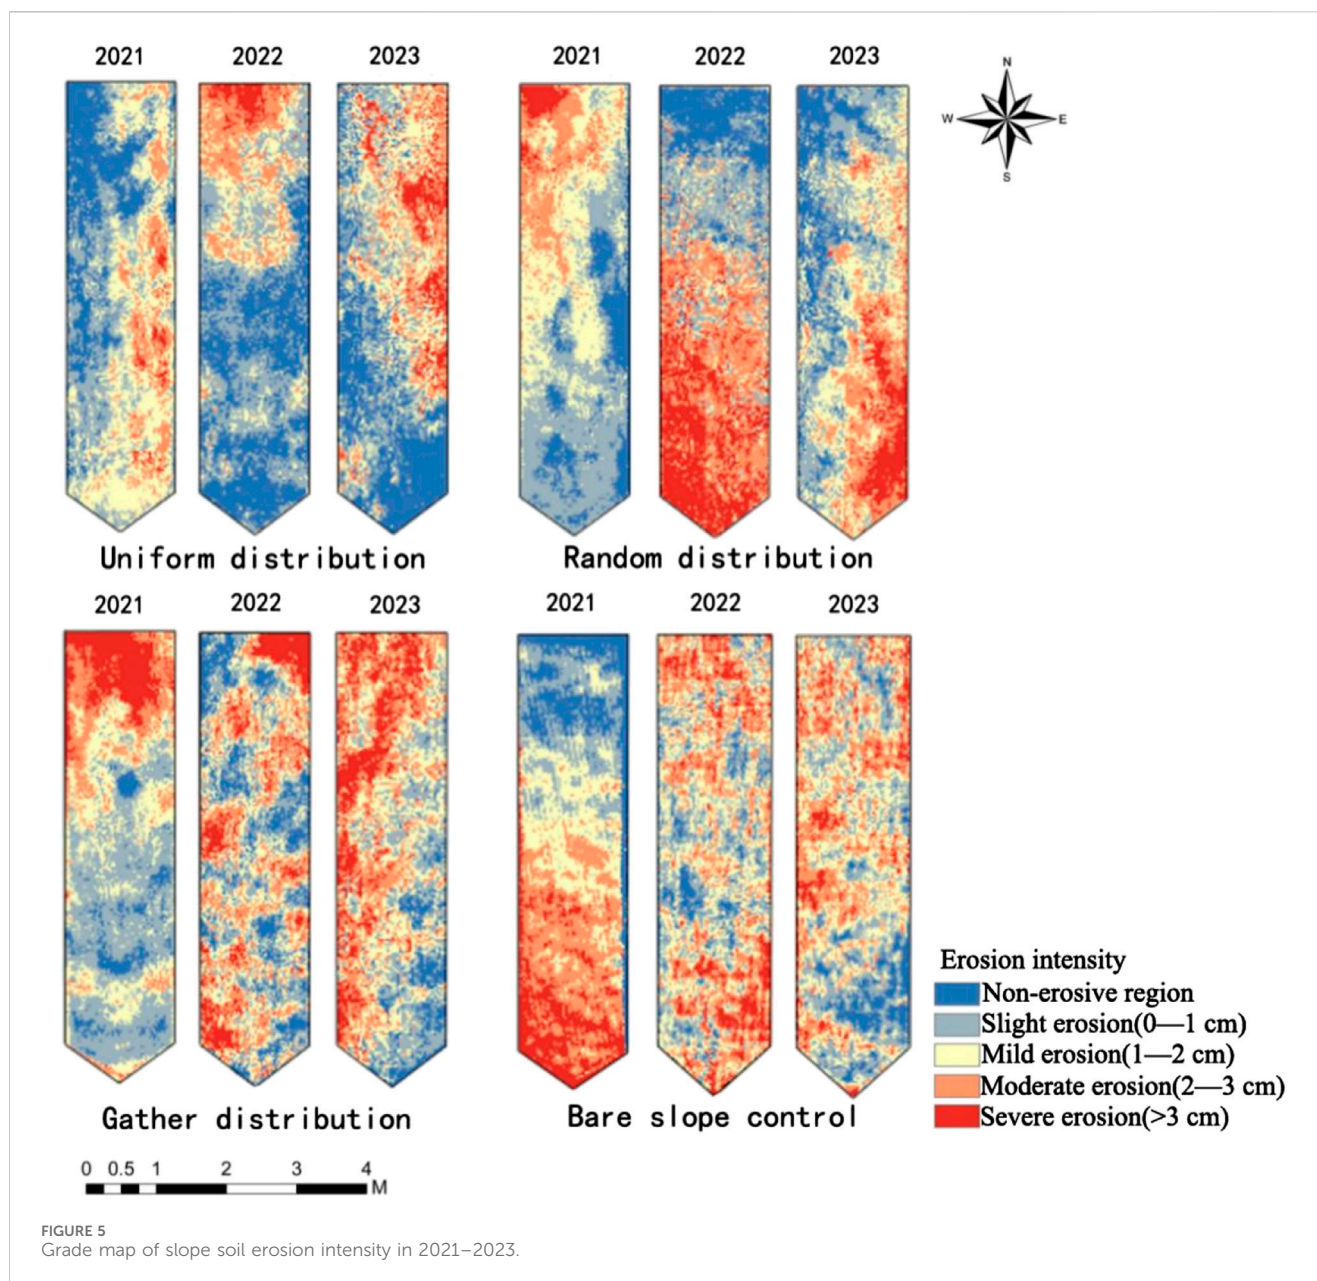 2021 2022 2023 2021 2022 2023
N
W E
S
Uniform distribution Random distribution
2021 2022 2023 2021 2022 2023
Erosion intensity
Non-erosive region
Slight erosion(0—1 cm)
Mild erosion(1—2 cm)
Moderate erosion(2—3 cm)
Severe erosion(>3 cm)
Gather distribution Bare slope control
0 0.5 1 2 3 4
M
FIGURE 5
Grade map of slope soil erosion intensity in 2021–2023.